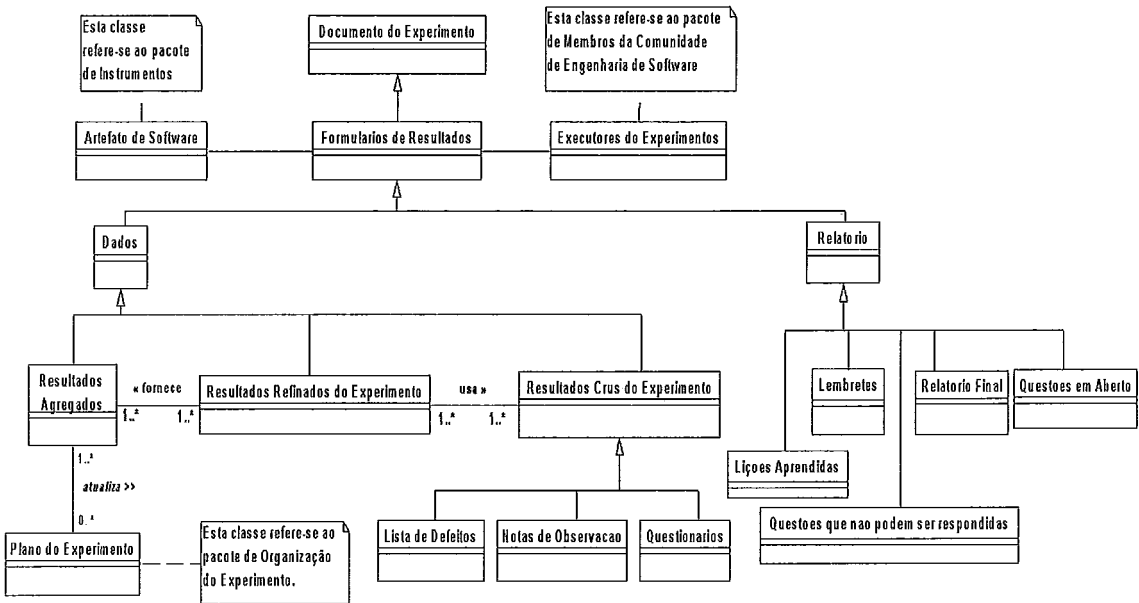 Esta classe
refere-se ao pacote
de Instrumentos
Documento do Experimento
Esta classe refere-se ao pacote
de Membros da Comunidade
de Engenharia de Software
Artefato de Software
Formularios de Resultados
Executores do Experimentos
Dados
Relatorio
Resultados
Agregados
« fornece
1..*
1..*
Resultados Refinados do Experimento
usa »
1..*
1..*
Resultados Crus do Experimento
Lembretes
Relatorio Final
Questoes em Aberto
Liçoes Aprendidas
Questoes que nao podem ser respondidas
1..*
atualiza >>
0..*
Plano do Experimento
Esta classe refere-se ao
pacote de Organização
do Experimento.
Lista de Defeitos
Notas de Observacao
Questionarios